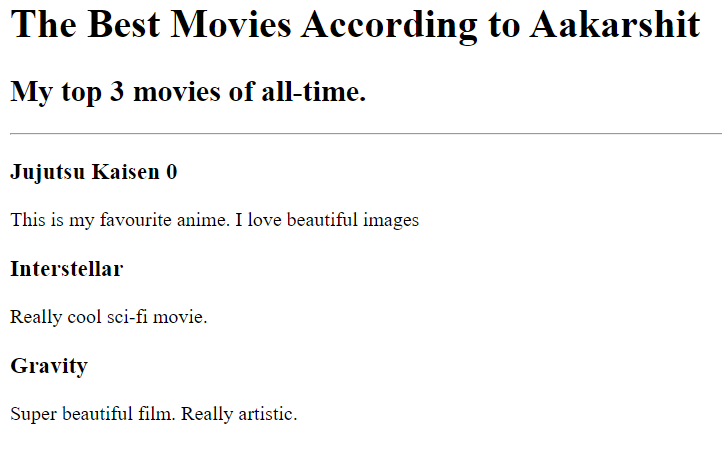 The Best Movies According to Aakarshit
My top 3 movies of all-time.
Jujutsu Kaisen 0
This is my favourite anime. I love beautiful images
Interstellar
Really cool sci-fi movie.
Gravity
Super beautiful film. Really artistic.